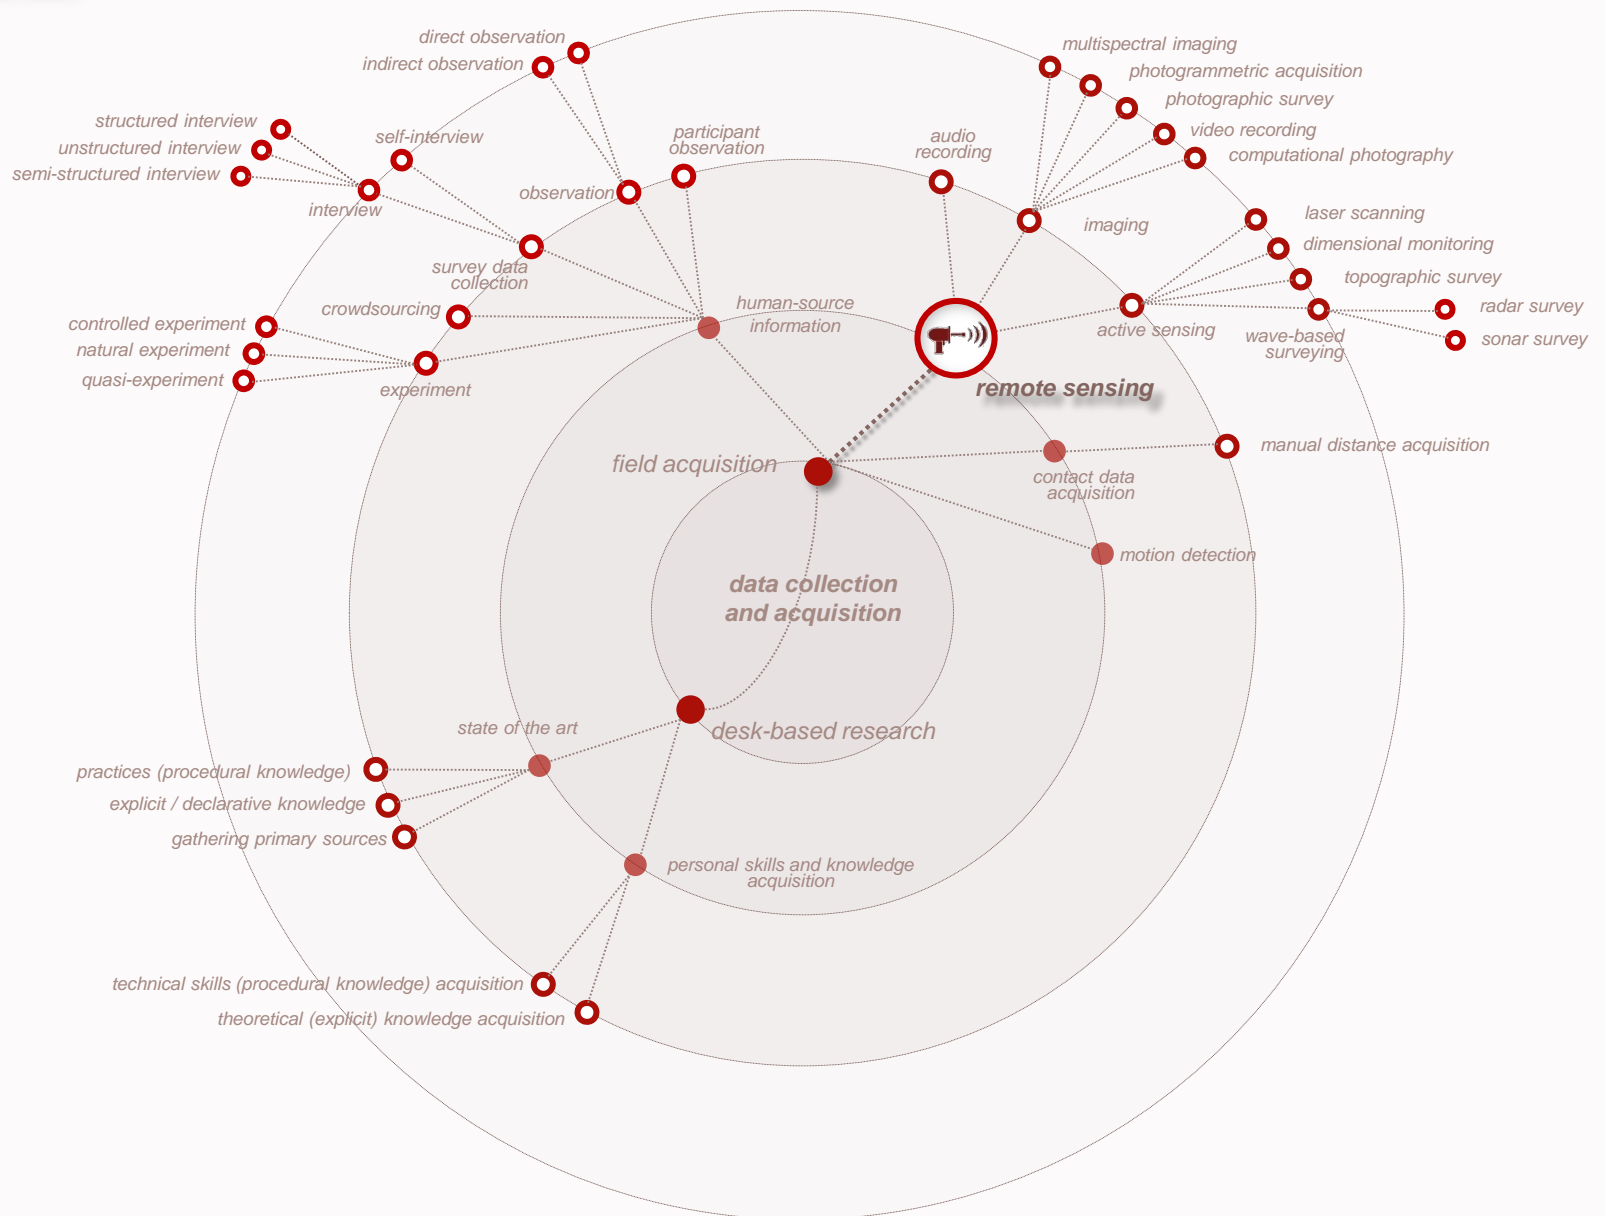 direct observation
indirect observation
multispectral imaging
photogrammetric acquisition
photographic survey
video recording
computational photography
structured interview
unstructured interview
semi-structured interview
self-interview
interview
participant
observation
observation
audio
recording
imaging
laser scanning
dimensional monitoring
topographic survey
radar survey
sonar survey
wave-based
surveying
active sensing
survey data
collection
crowdsourcing
human-source
information
controlled experiment
natural experiment
quasi-experiment
experiment
remote sensing
manual distance acquisition
field acquisition
contact data
acquisition
motion detection
data collection
and acquisition
state of the art
desk-based research
practices (procedural knowledge)
explicit / declarative knowledge
gathering primary sources
personal skills and knowledge
acquisition
technical skills (procedural knowledge) acquisition
theoretical (explicit) knowledge acquisition